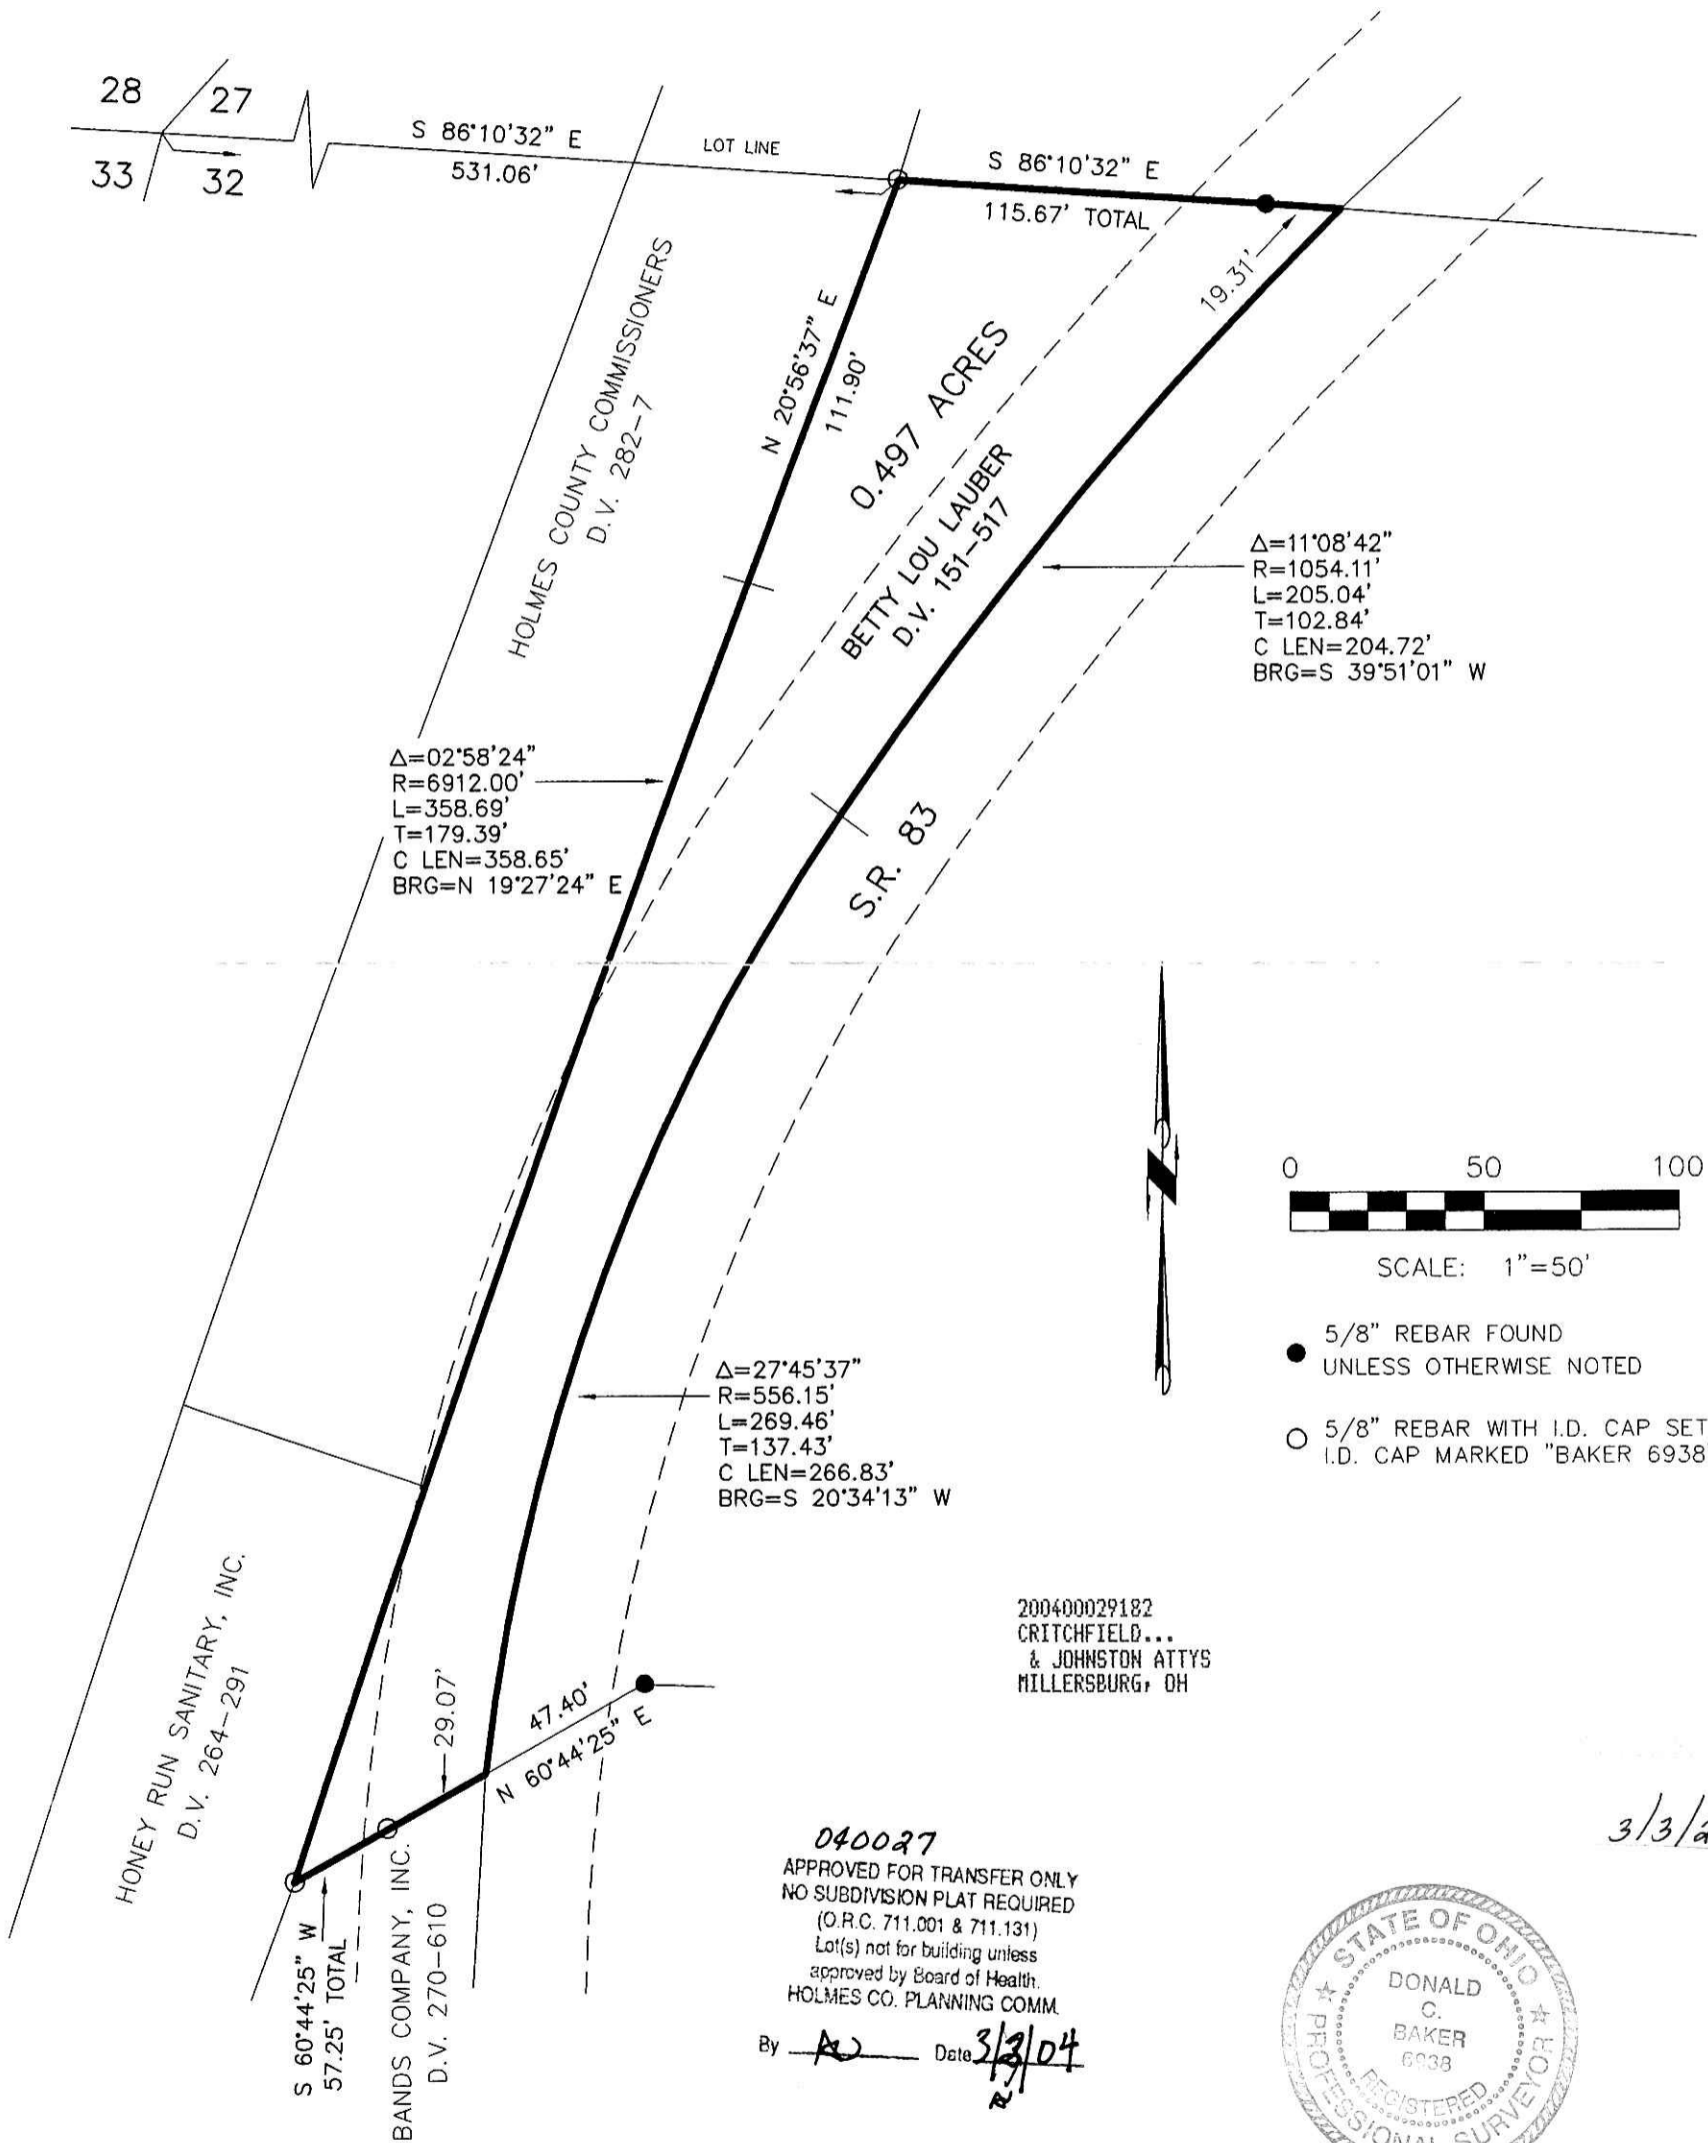 28
27
33
32
S 86°10'32" E
531.06'
LOT LINE
S 86°10'32" E
115.67' TOTAL
19.31'
HOLMES COUNTY COMMISSIONERS
D.V. 282-7
N 20°56'37" E
111.90'
0.497 ACRES
BETTY LOU LAUBER
D.V. 151-517
Δ=11°08'42"
R=1054.11'
L=205.04'
T=102.84'
C LEN=204.72'
BRG=S 39°51'01" W
Δ=02°58'24"
R=6912.00'
L=358.69'
T=179.39'
C LEN=358.65'
BRG=N 19°27'24" E
S.R. 83
0 50 100
SCALE: 1"=50'
5/8" REBAR FOUND
UNLESS OTHERWISE NOTED
5/8" REBAR WITH I.D. CAP SET
I.D. CAP MARKED "BAKER 6938
Δ=27°45'37"
R=556.15'
L=269.46'
T=137.43'
C LEN=266.83'
BRG=S 20°34'13" W
HONEY RUN SANITARY, INC.
D.V. 264-291
29.07'
47.40'
N 60°44'25" E
S 60°44'25" W
57.25' TOTAL
BANDS COMPANY, INC.
D.V. 270-610
200400029182
CRITCHFIELD...
& JOHNSTON ATTYS
MILLERSBURG, OH
040027
APPROVED FOR TRANSFER ONLY
NO SUBDIVISION PLAT REQUIRED
(O.R.C. 711.001 & 711.131)
Lot(s) not for building unless
approved by Board of Health.
HOLMES CO. PLANNING COMM.
By Date 3/3/04
3/3/2
STATE OF OHIO
DONALD
C.
BAKER
6938
REGISTERED
PROFESSIONAL SURVEYOR